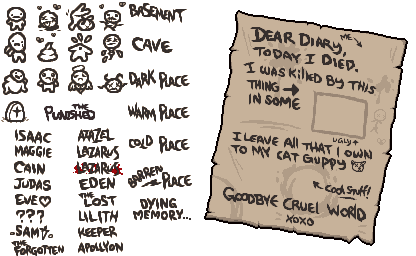 BASEMENT
CAVE
DARK PLACE
THE PUNISHED
WARM PLACE
ISAAC
AZAZEL
COLD PLACE
MAGGIE
LAZARUS
CAIN
LAZARUS
JUDAS
EDEN
BARREN PLACE
EVE
THE LOST
DYING
MEMORY...
???
LILITH
SAMS
KEEPER
THE FORGOTTEN
APOLLYON
DEAR DIARY,
ME
TODAY I DIED.
I WAS KILLED BY THIS
THING
IN SOME
UGLY
I LEAVE ALL THAT I OWN
TO MY CAT GUPPY
COOL STUFF!
GOODBYE CRUEL WORLD
XOXO